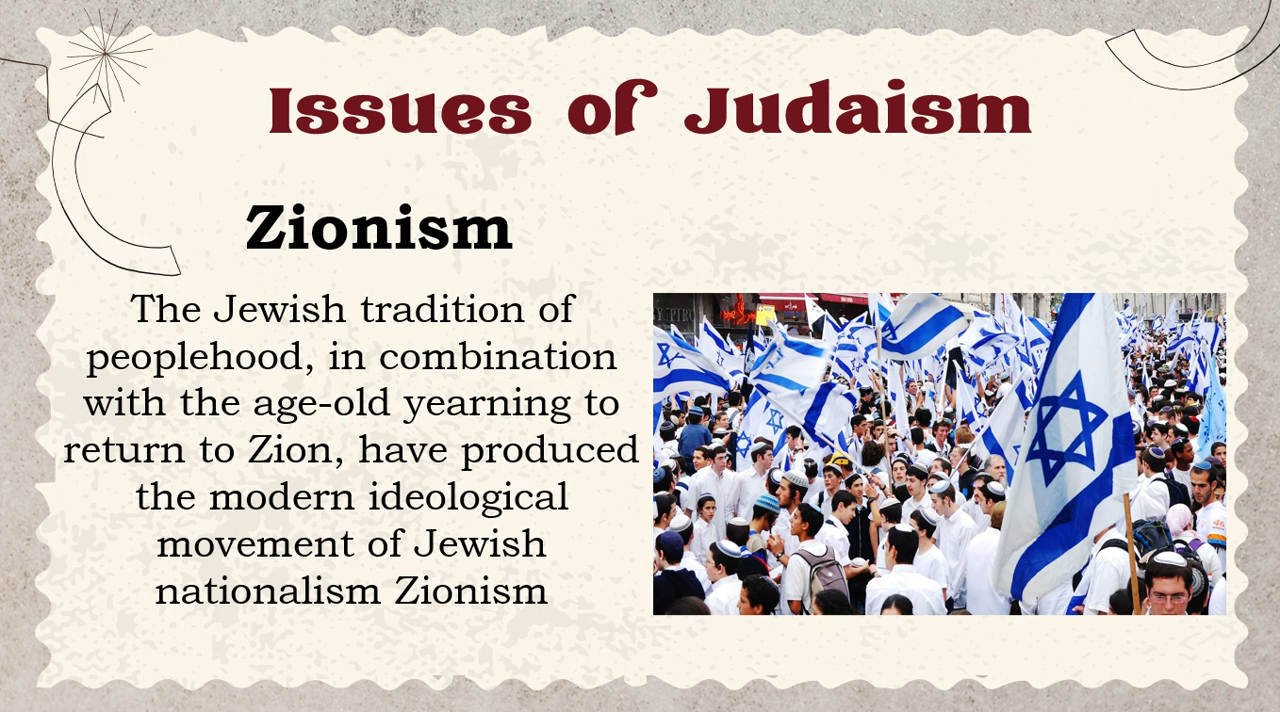 Issues of Judaism
Zionism
The Jewish tradition of
peoplehood, in combination
with the age-old yearning to
return to Zion, have produced
the modern ideological
movement of Jewish
nationalism Zionism